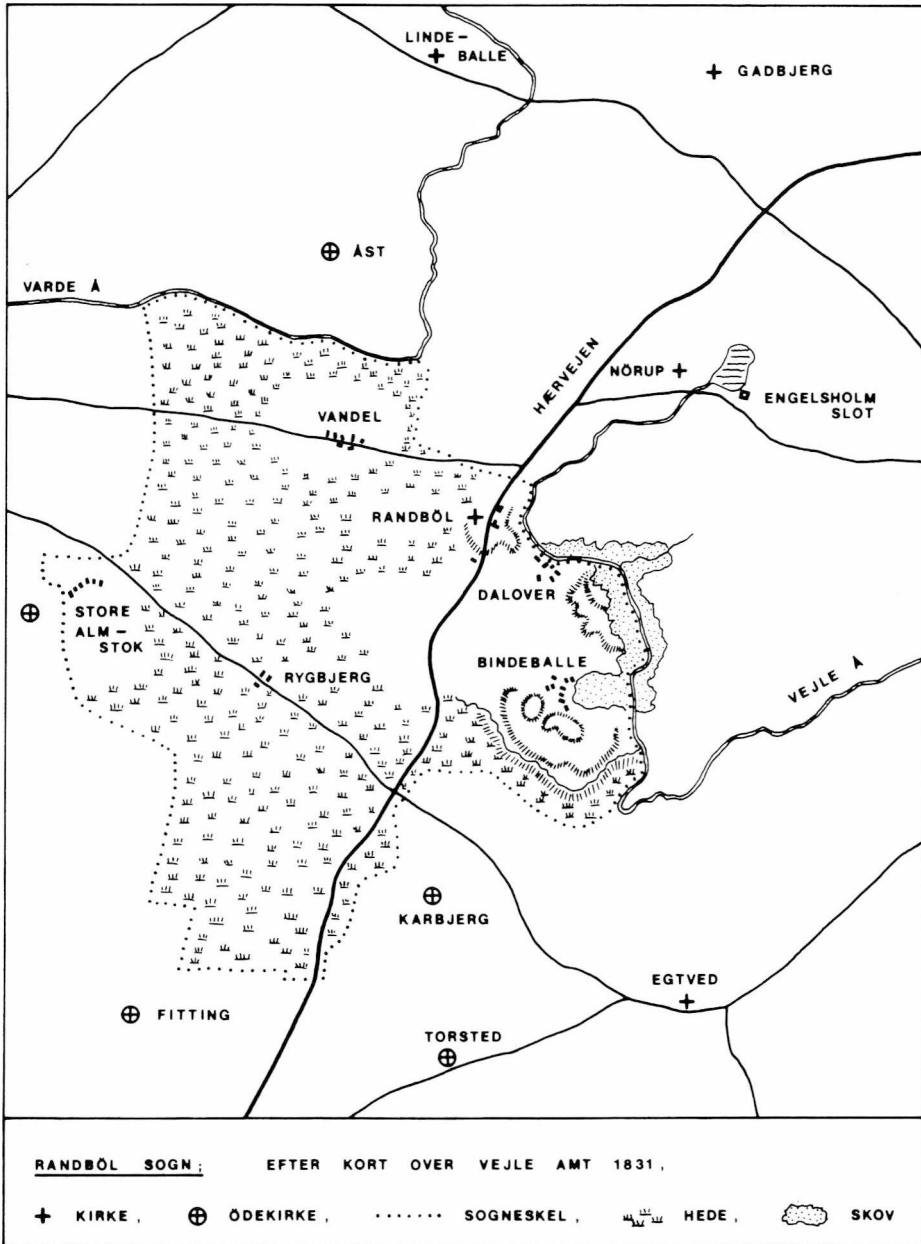 LINDE-
BALLE
GADBJERG
ÅST
VARDE Å
HÆRVEJEN
NÖRUP
ENGELSHOLM
SLOT
VANDEL
RANDBÖL
DALOVER
STORE
ALM-
STOK
BINDEBALLE
RYGBJERG
VEJLE Å
KARBJERG
EGTVED
FITTING
TORSTED
RANDBÖL SOGN; EFTER KORT OVER VEJLE AMT 1831,
KIRKE, ÖDEKIRKE, SOGNESKEL, HEDE, SKOV